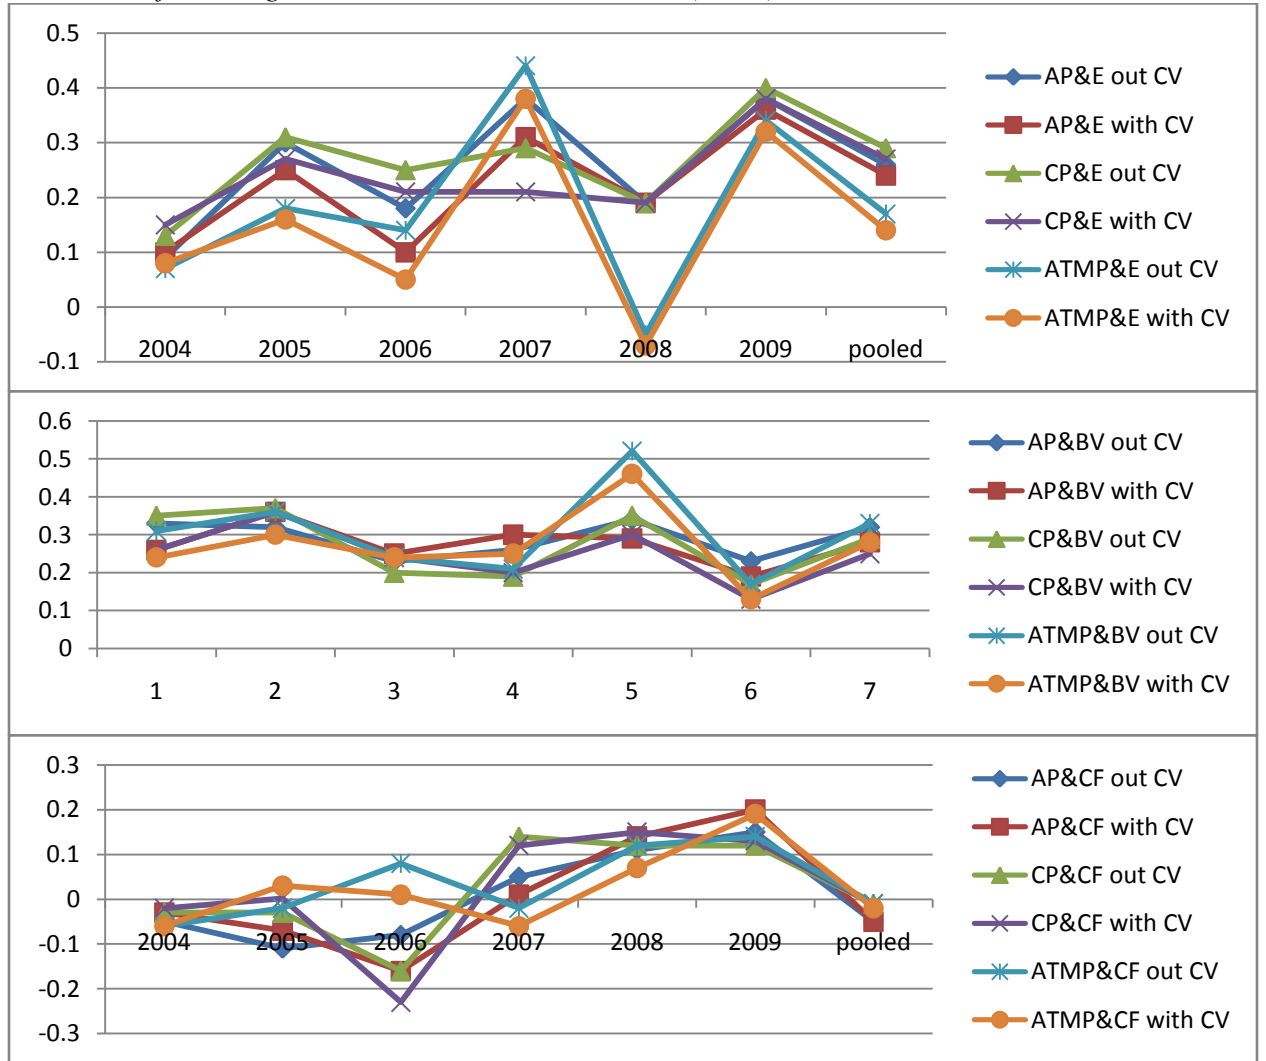 0.5
0.4
0.3
0.2
0.1
0
-0.1
2004 2005 2006 2007 2008 2009 pooled
AP&E out CV
AP&E with CV
CP&E out CV
CP&E with CV
ATMP&E out CV
ATMP&E with CV
0.6
0.5
0.4
0.3
0.2
0.1
0
1 2 3 4 5 6 7
AP&BV out CV
AP&BV with CV
CP&BV out CV
CP&BV with CV
ATMP&BV out CV
ATMP&BV with CV
0.3
0.2
0.1
0
-0.1
-0.2
-0.3
2004 2005 2006 2007 2008 2009 pooled
AP&CF out CV
AP&CF with CV
CP&CF out CV
CP&CF with CV
ATMP&CF out CV
ATMP&CF with CV